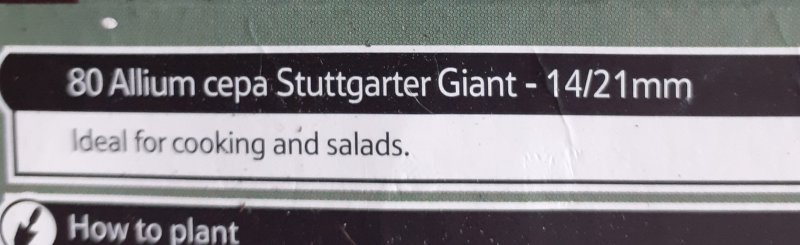 80 Allium cepa Stuttgarter Giant - 14/21mm
Ideal for cooking and salads.
How to plant